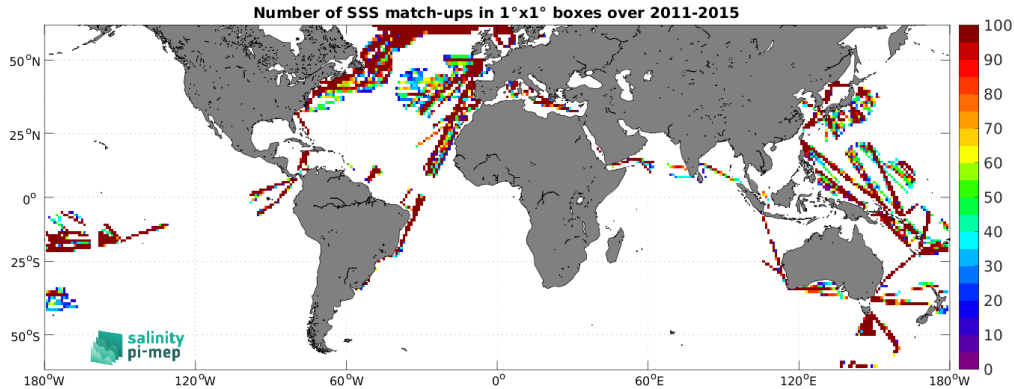 Number of SSS match-ups in 1°x1° boxes over 2011-2015
100
90
80
70
60
50
40
30
20
10
0
50°N
25°N
0°
25°S
50°S
salinity
pi-mep
180°W 120°W 60°W 0° 60°E 120°E 180°W